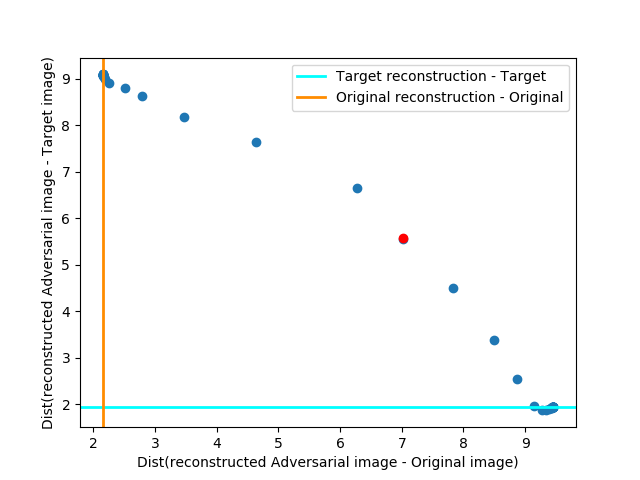 Target reconstruction - Target
Original reconstruction - Original
Dist(reconstructed Adversarial image - Target image)
9
8
7
6
5
4
3
2
2 3 4 5 6 7 8 9
Dist(reconstructed Adversarial image - Original image)